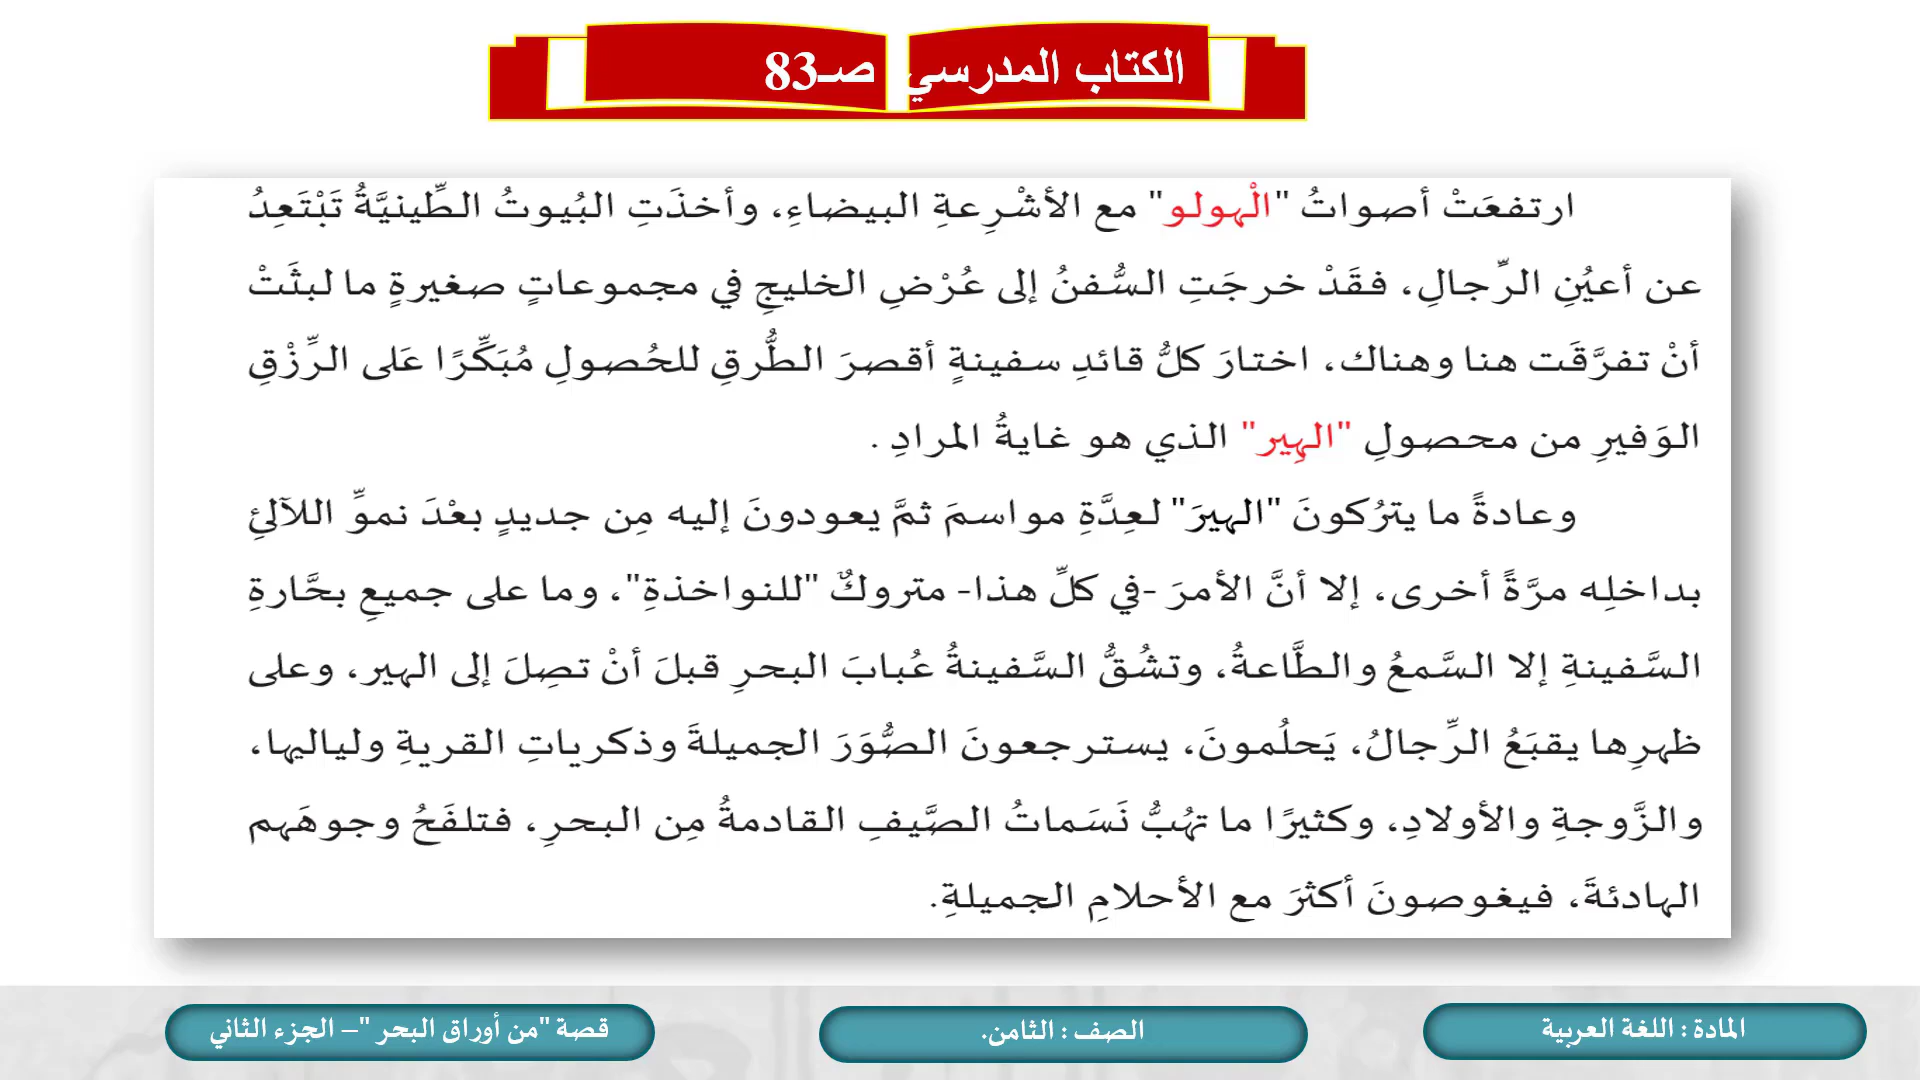 الكتاب المدرسي صـ83
ارتفعَتْ أصواتُ "الْهولو" مع الأشْرِعةِ البيضاءِ، وأخذَتِ البُيوتُ الطِّينيَّةُ تَبْتَعِدُ
عن أعيُنِ الرِّجالِ، فقَدْ خرجَتِ السُّفنُ إلى عُرْضِ الخليجِ في مجموعاتٍ صغيرةٍ ما لبثَتْ
أنْ تفرَّقَت هنا وهناك، اختارَ كلُّ قائدِ سفينةٍ أقصرَ الطُّرقِ للحُصولِ مُبَكِّرًا عَلى الرِّزْقِ
الوَفيرِ من محصولِ "الهِير" الذي هو غايةُ المرادِ .
وعادةً ما يترُكونَ "الهيرَ" لعِدَّةِ مواسمَ ثمَّ يعودونَ إليه مِن جديدٍ بعْدَ نموِّ اللآلئِ
بداخلِه مرَّةً أخرى، إلا أنَّ الأمرَ -في كلِّ هذا- متروكٌ "للنواخذةِ"، وما على جميعِ بحَّارةِ
السَّفينةِ إلا السَّمعُ والطَّاعةُ، وتشُقُّ السَّفينةُ عُبابَ البحرِ قبلَ أنْ تصِلَ إلى الهير، وعلى
ظهرِها يقبَعُ الرِّجالُ، يَحلُمونَ، يسترجعونَ الصُّوَرَ الجميلةَ وذكرياتِ القريةِ ولياليها،
والزَّوجةِ والأولادِ، وكثيرًا ما تهُبُّ نَسَماتُ الصَّيفِ القادمةُ مِن البحرِ، فتلفَحُ وجوهَهم
الهادئةَ، فيغوصونَ أكثرَ مع الأحلامِ الجميلةِ.
المادة : اللغة العربية
الصف : الثامن.
قصة "من أوراق البحر "– الجزء الثاني